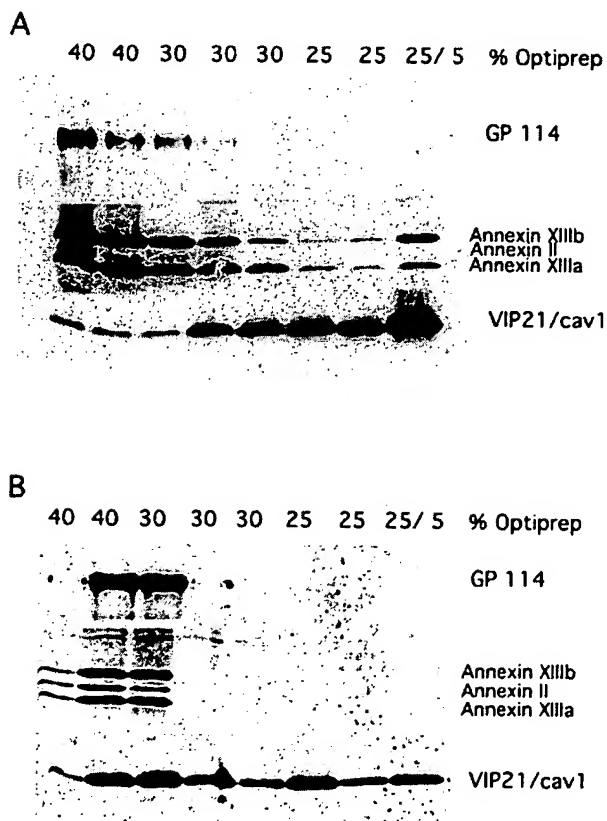 A
40 40 30 30 30 25 25 25/ 5 % Optiprep
GP 114
Annexin XIIIb
Annexin II
Annexin XIIIa
VIP21/cav1
B
40 40 30 30 30 25 25 25/ 5 % Optiprep
GP 114
Annexin XIIIb
Annexin II
Annexin XIIIa
VIP21/cav1